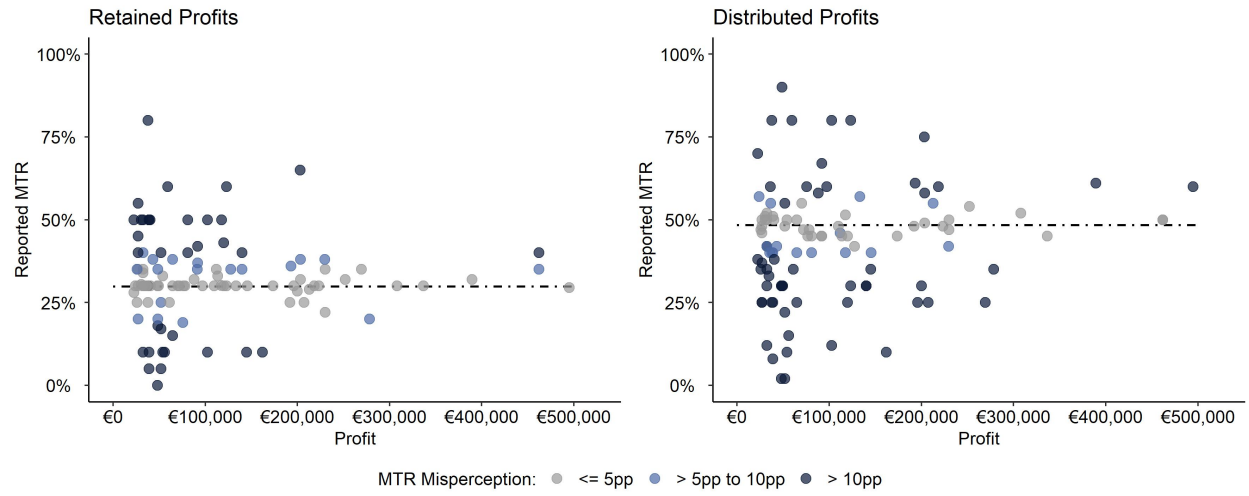 Retained Profits
Reported MTR
100%
75%
50%
25%
0%
€0 €100,000 €200,000 €300,000 €400,000 €500,000
Profit
Distributed Profits
Reported MTR
100%
75%
50%
25%
0%
€0 €100,000 €200,000 €300,000 €400,000 €500,000
Profit
MTR Misperception: <= 5pp > 5pp to 10pp > 10pp